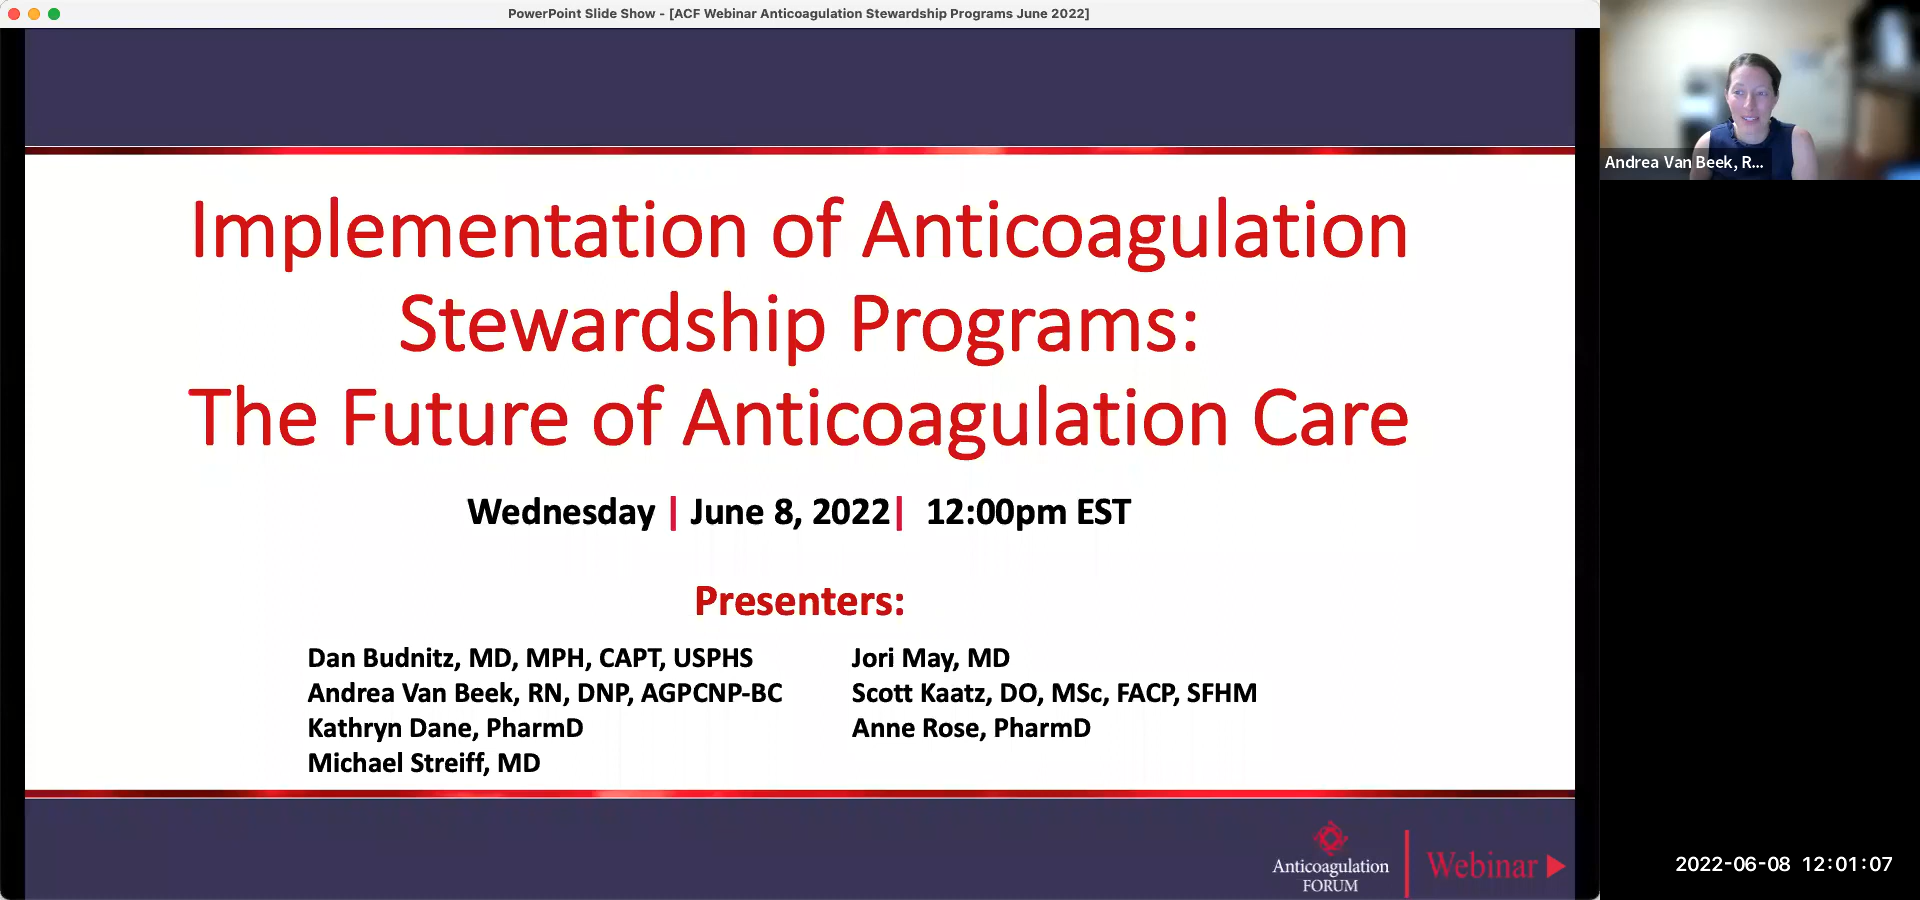 PowerPoint Slide Show - [ACF Webinar Anticoagulation Stewardship Programs June 2022]
Implementation of Anticoagulation
Stewardship Programs:
The Future of Anticoagulation Care
Wednesday | June 8, 2022| 12:00pm EST
Presenters:
Dan Budnitz, MD, MPH, CAPT, USPHS
Andrea Van Beek, RN, DNP, AGPCNP-BC
Kathryn Dane, PharmD
Michael Streiff, MD
Jori May, MD
Scott Kaatz, DO, MSc, FACP, SFHM
Anne Rose, PharmD
Anticoagulation
FORUM
Webinar
Andrea Van Beek, R...
2022-06-08 12:01:07